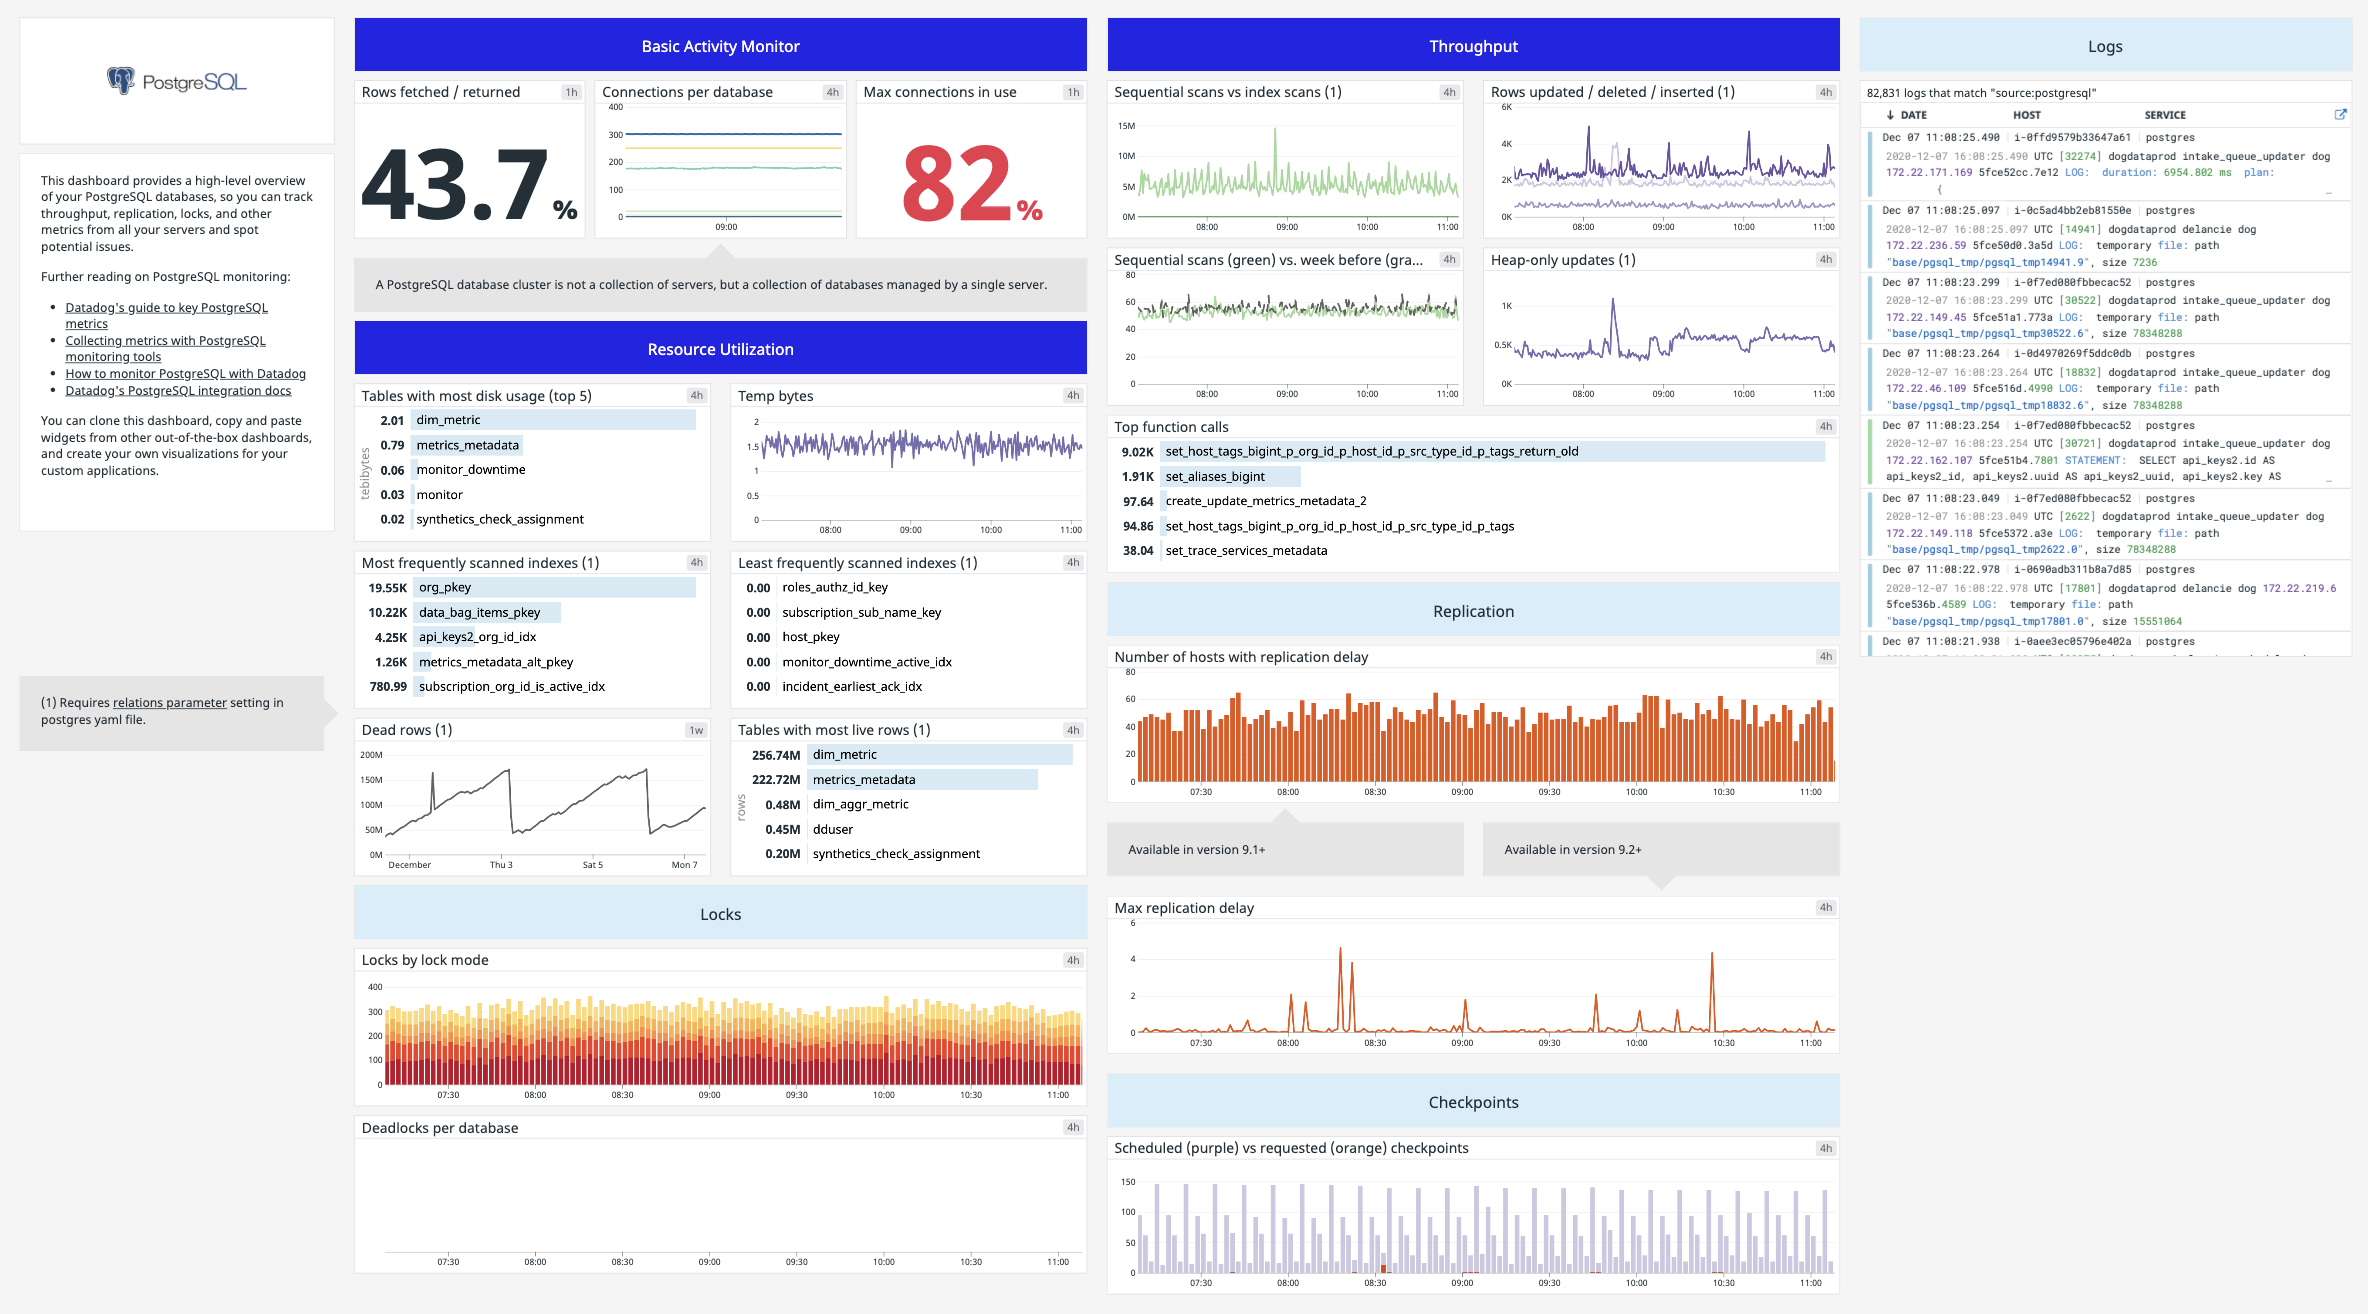 PostgreSQL
This dashboard provides a high-level overview
of your PostgreSQL databases, so you can track
throughput, replication, locks, and other
metrics from all your servers and spot
potential issues.
Further reading on PostgreSQL monitoring:
• Datadog's guide to key PostgreSQL
metrics
• Collecting metrics with PostgreSQL
monitoring tools
• How to monitor PostgreSQL with Datadog
• Datadog's PostgreSQL integration docs
You can clone this dashboard, copy and paste
widgets from other out-of-the-box dashboards,
and create your own visualizations for your
custom applications.
(1) Requires relations parameter setting in
postgres yaml file.
Basic Activity Monitor
Rows fetched / returned 1h
43.7 %
Connections per database 4h
400
300
200
100
0
09:00
Max connections in use 1h
82 %
A PostgreSQL database cluster is not a collection of servers, but a collection of databases managed by a single server.
Resource Utilization
Tables with most disk usage (top 5) 4h
tebibytes
2.01 dim_metric
0.79 metrics_metadata
0.06 monitor_downtime
0.03 monitor
0.02 synthetics_check_assignment
Temp bytes 4h
2
1.5
1
0.5
0
08:00 09:00 10:00 11:00
Most frequently scanned indexes (1) 4h
19.55K org_pkey
10.22K data_bag_items_pkey
4.25K api_keys2_org_id_idx
1.26K metrics_metadata_alt_pkey
780.99 subscription_org_id_is_active_idx
Least frequently scanned indexes (1) 4h
0.00 roles_authz_id_key
0.00 subscription_sub_name_key
0.00 host_pkey
0.00 monitor_downtime_active_idx
0.00 incident_earliest_ack_idx
Dead rows (1) 1w
200M
150M
100M
50M
0M
December Thu 3 Sat 5 Mon 7
Tables with most live rows (1) 4h
rows
256.74M dim_metric
222.72M metrics_metadata
0.48M dim_aggr_metric
0.45M dduser
0.20M synthetics_check_assignment
Locks
Locks by lock mode 4h
400
300
200
100
0
07:30 08:00 08:30 09:00 09:30 10:00 10:30 11:00
Deadlocks per database 4h
07:30 08:00 08:30 09:00 09:30 10:00 10:30 11:00
Throughput
Sequential scans vs index scans (1) 4h
15M
10M
5M
0M
08:00 09:00 10:00 11:00
Rows updated / deleted / inserted (1) 4h
6K
4K
2K
0K
08:00 09:00 10:00 11:00
Sequential scans (green) vs. week before (gra... 4h
80
60
40
20
0
08:00 09:00 10:00 11:00
Heap-only updates (1) 4h
1K
0.5K
0K
08:00 09:00 10:00 11:00
Top function calls 4h
9.02K set_host_tags_bigint_p_org_id_p_host_id_p_src_type_id_p_tags_return_old
1.91K set_aliases_bigint
97.64 create_update_metrics_metadata_2
94.86 set_host_tags_bigint_p_org_id_p_host_id_p_src_type_id_p_tags
38.04 set_trace_services_metadata
Replication
Number of hosts with replication delay 4h
80
60
40
20
0
07:30 08:00 08:30 09:00 09:30 10:00 10:30 11:00
Available in version 9.1+
Available in version 9.2+
Max replication delay 4h
6
4
2
0
07:30 08:00 08:30 09:00 09:30 10:00 10:30 11:00
Checkpoints
Scheduled (purple) vs requested (orange) checkpoints 4h
150
100
50
0
07:30 08:00 08:30 09:00 09:30 10:00 10:30 11:00
Logs
82,831 logs that match "source:postgresql"
↓ DATE HOST SERVICE
Dec 07 11:08:25.490 i-0ffd9579b33647a61 postgres
2020-12-07 16:08:25.490 UTC [32274] dogdataprod intake_queue_updater dog
172.22.171.169 5fce52cc.7e12 LOG: duration: 6954.802 ms plan:
{ …
Dec 07 11:08:25.097 i-0c5ad4bb2eb81550e postgres
2020-12-07 16:08:25.097 UTC [14941] dogdataprod delancie dog
172.22.236.59 5fce50d0.3a5d LOG: temporary file: path
"base/pgsql_tmp/pgsql_tmp14941.9", size 7236
Dec 07 11:08:23.299 i-0f7ed080fbbecac52 postgres
2020-12-07 16:08:23.299 UTC [30522] dogdataprod intake_queue_updater dog
172.22.149.45 5fce51a1.773a LOG: temporary file: path
"base/pgsql_tmp/pgsql_tmp30522.6", size 78348288
Dec 07 11:08:23.264 i-0d4970269f5ddc0db postgres
2020-12-07 16:08:23.264 UTC [18832] dogdataprod intake_queue_updater dog
172.22.46.109 5fce516d.4990 LOG: temporary file: path
"base/pgsql_tmp/pgsql_tmp18832.6", size 78348288
Dec 07 11:08:23.254 i-0f7ed080fbbecac52 postgres
2020-12-07 16:08:23.254 UTC [30721] dogdataprod intake_queue_updater dog
172.22.162.107 5fce51b4.7801 STATEMENT: SELECT api_keys2.id AS
api_keys2_id, api_keys2.uuid AS api_keys2_uuid, api_keys2.key AS …
Dec 07 11:08:23.049 i-0f7ed080fbbecac52 postgres
2020-12-07 16:08:23.049 UTC [2622] dogdataprod intake_queue_updater dog
172.22.149.118 5fce5372.a3e LOG: temporary file: path
"base/pgsql_tmp/pgsql_tmp2622.0", size 78348288
Dec 07 11:08:22.978 i-0690adb311b8a7d85 postgres
2020-12-07 16:08:22.978 UTC [17801] dogdataprod delancie dog 172.22.219.6
5fce536b.4589 LOG: temporary file: path
"base/pgsql_tmp/pgsql_tmp17801.0", size 15551064
Dec 07 11:08:21.938 i-0aee3ec05796e402a postgres